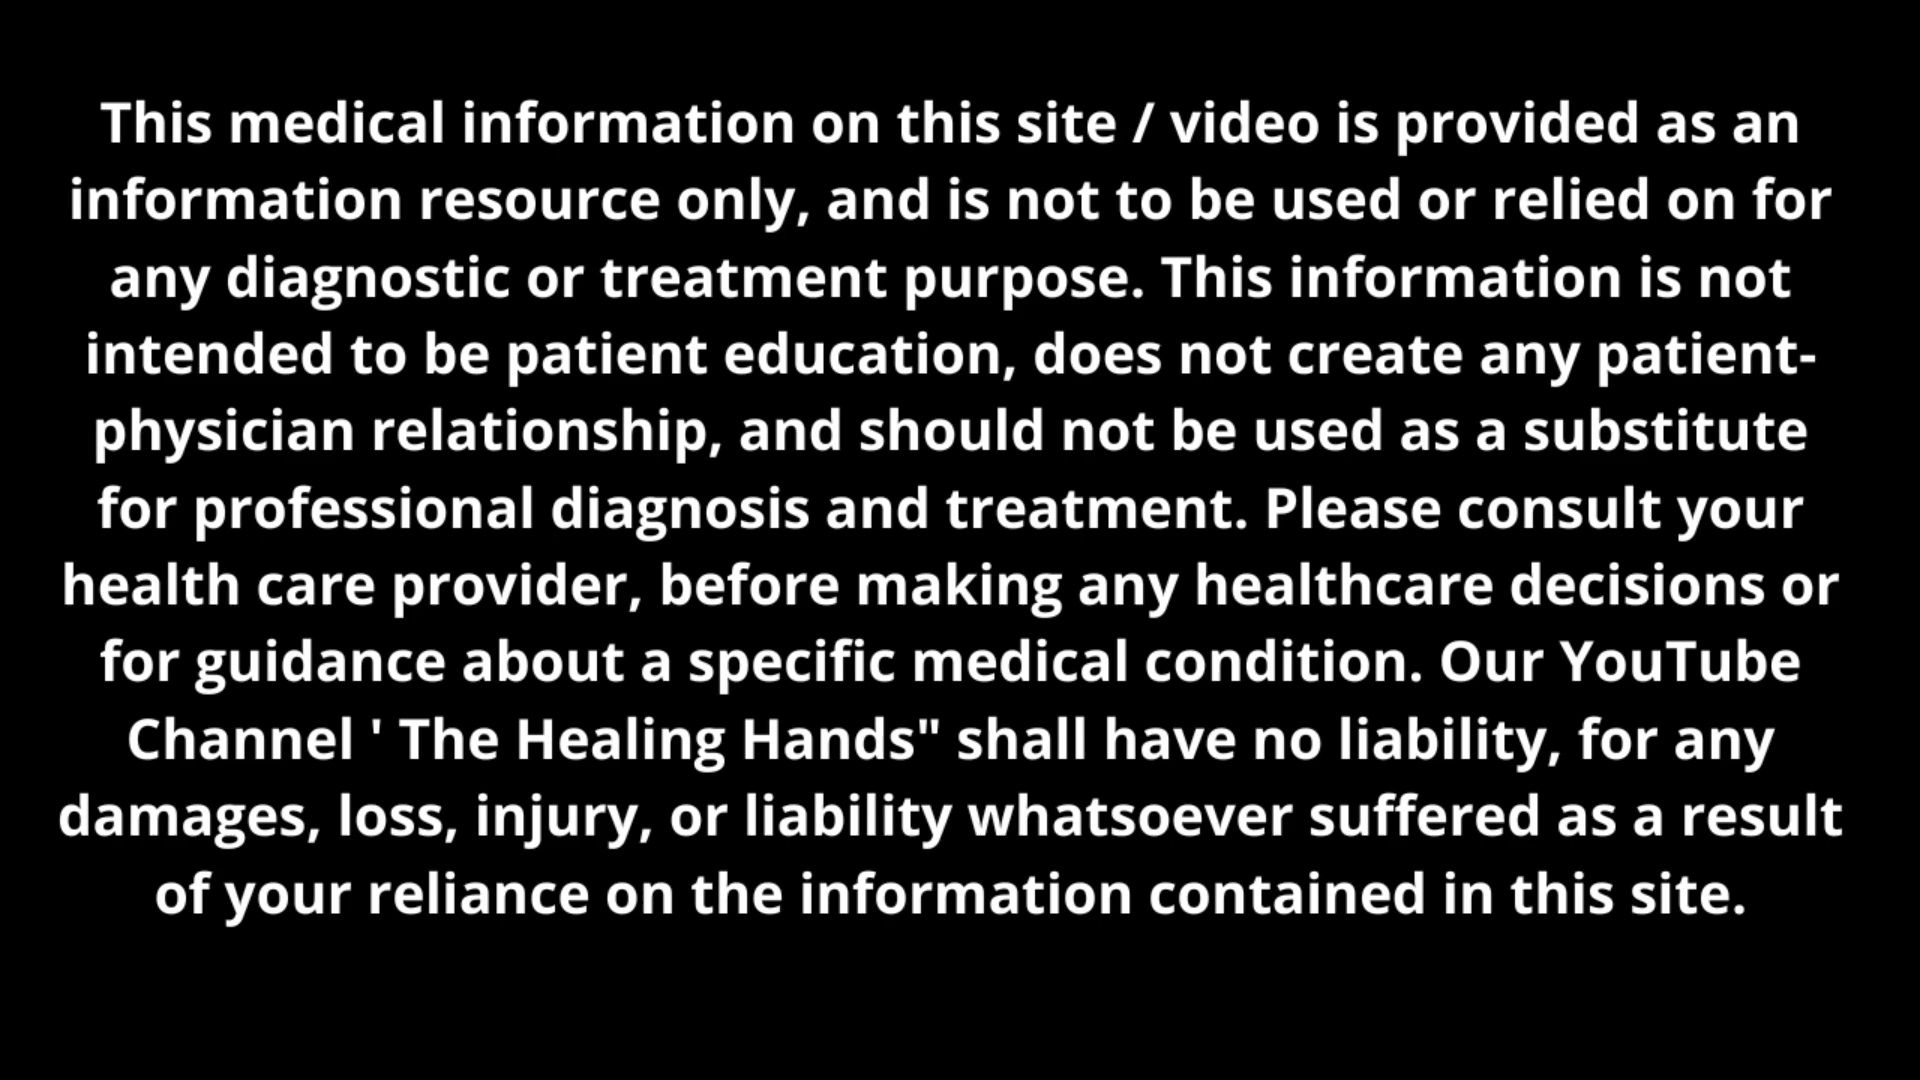 This medical information on this site / video is provided as an
information resource only, and is not to be used or relied on for
any diagnostic or treatment purpose. This information is not
intended to be patient education, does not create any patient-
physician relationship, and should not be used as a substitute
for professional diagnosis and treatment. Please consult your
health care provider, before making any healthcare decisions or
for guidance about a specific medical condition. Our YouTube
Channel ' The Healing Hands" shall have no liability, for any
damages, loss, injury, or liability whatsoever suffered as a result
of your reliance on the information contained in this site.